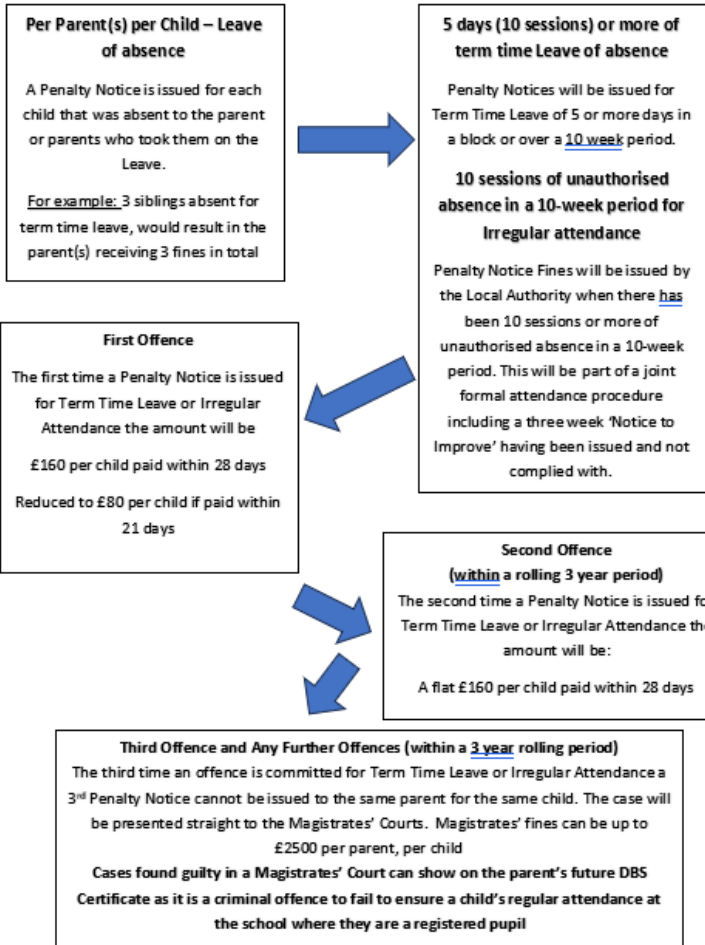 Per Parent(s) per Child – Leave
of absence
A Penalty Notice is issued for each
child that was absent to the parent
or parents who took them on the
Leave.
For example: 3 siblings absent for
term time leave, would result in the
parent(s) receiving 3 fines in total
5 days (10 sessions) or more of
term time Leave of absence
Penalty Notices will be issued for
Term Time Leave of 5 or more days in
a block or over a 10 week period.
10 sessions of unauthorised
absence in a 10-week period for
Irregular attendance
Penalty Notice Fines will be issued by
the Local Authority when there has
been 10 sessions or more of
unauthorised absence in a 10-week
period. This will be part of a joint
formal attendance procedure
including a three week ‘Notice to
Improve’ having been issued and not
complied with.
First Offence
The first time a Penalty Notice is issued
for Term Time Leave or Irregular
Attendance the amount will be
£160 per child paid within 28 days
Reduced to £80 per child if paid within
21 days
Second Offence
(within a rolling 3 year period)
The second time a Penalty Notice is issued fo
Term Time Leave or Irregular Attendance the
amount will be:
A flat £160 per child paid within 28 days
Third Offence and Any Further Offences (within a 3 year rolling period)
The third time an offence is committed for Term Time Leave or Irregular Attendance a
3rd Penalty Notice cannot be issued to the same parent for the same child. The case will
be presented straight to the Magistrates’ Courts. Magistrates’ fines can be up to
£2500 per parent, per child
Cases found guilty in a Magistrates’ Court can show on the parent’s future DBS
Certificate as it is a criminal offence to fail to ensure a child’s regular attendance at
the school where they are a registered pupil